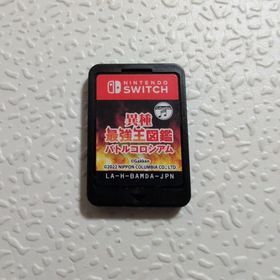 NINTENDO
SWITCH
異種
最強王図鑑
バトルコロシアム
©Gakken
©2022 NIPPON COLUMBIA CO., LTD.
LA-H-BAMDA-JPN